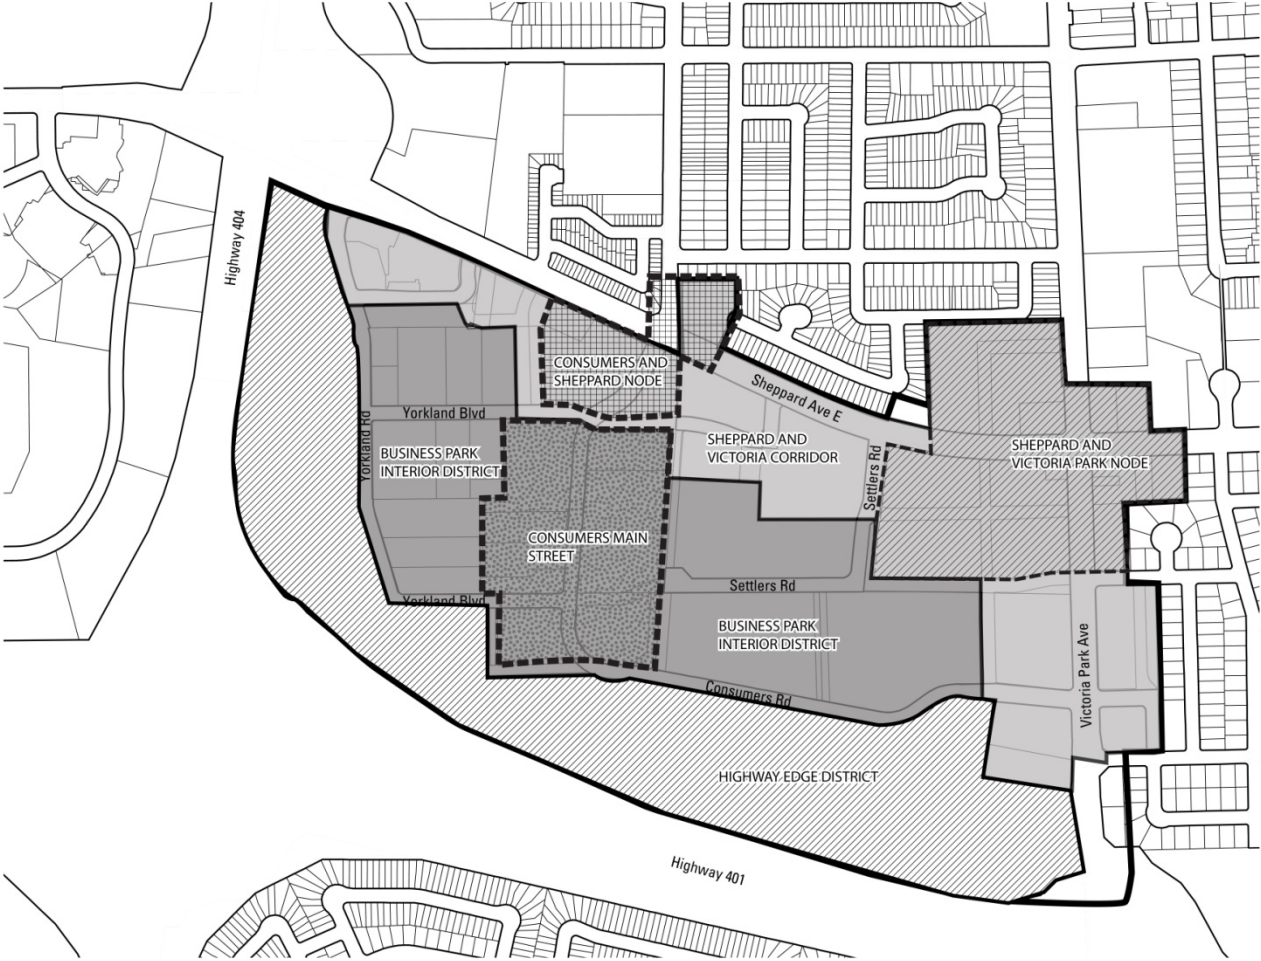 Highway 404
CONSUMERS AND
SHEPPARD NODE
Sheppard Ave E
Yorkland Blvd
Yorkland Rd
BUSINESS PARK
INTERIOR DISTRICT
SHEPPARD AND
VICTORIA CORRIDOR
Settlers Rd
SHEPPARD AND
VICTORIA PARK NODE
CONSUMERS MAIN
STREET
Settlers Rd
Yorkland Blvd
BUSINESS PARK
INTERIOR DISTRICT
Victoria Park Ave
Consumers Rd
HIGHWAY EDGE DISTRICT
Highway 401